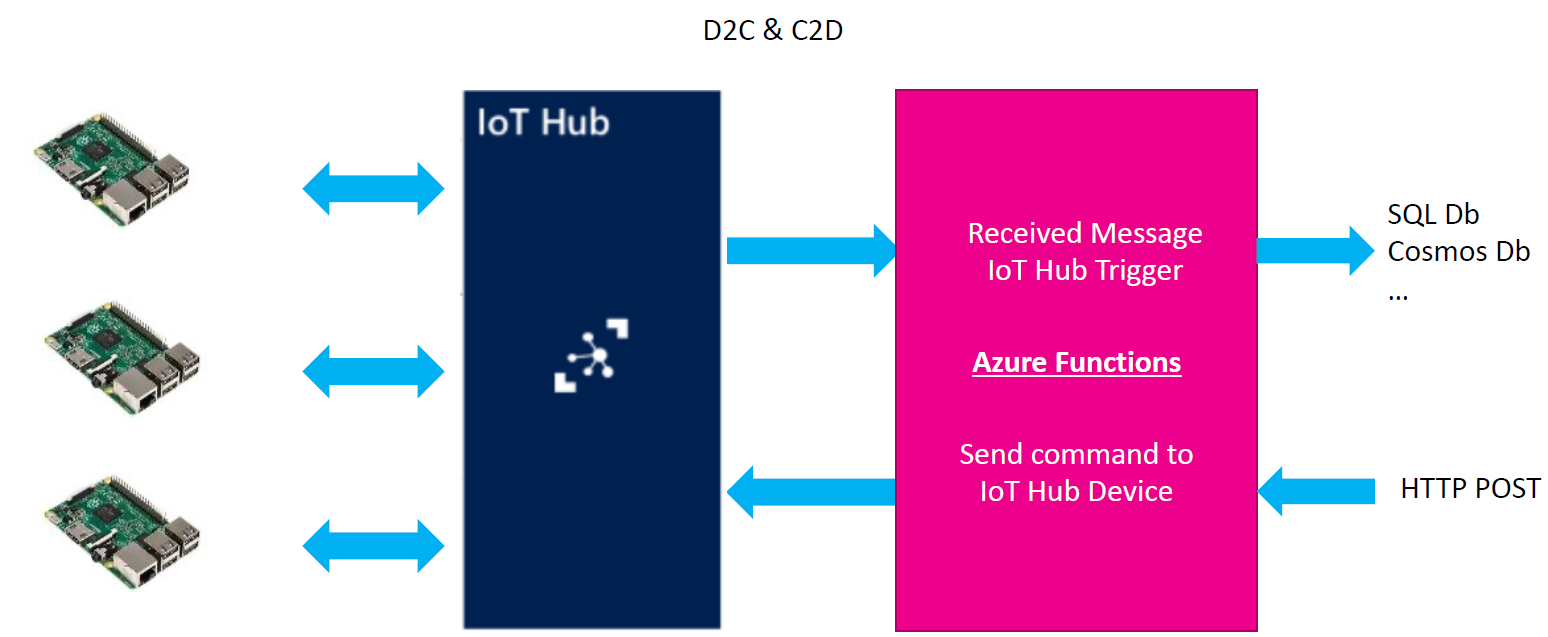 D2C & C2D
IoT Hub
Received Message
IoT Hub Trigger
Azure Functions
Send command to
IoT Hub Device
SQL Db
Cosmos Db
...
HTTP POST